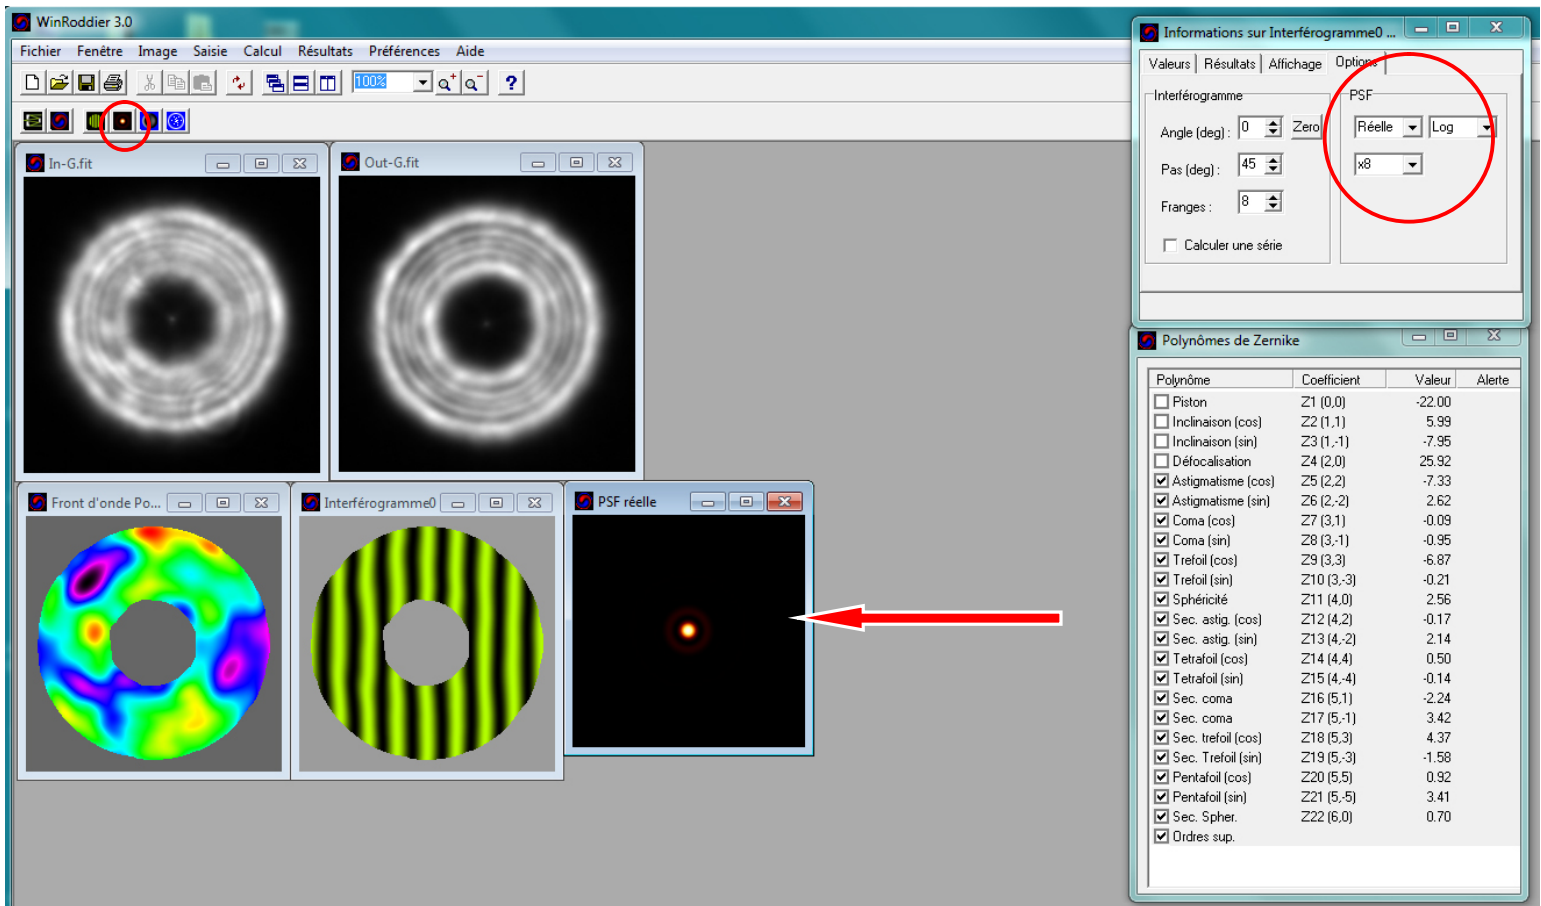 WinRoddier 3.0
Fichier Fenêtre Image Saisie Calcul Résultats Préférences Aide
100%
In-G.fit
Out-G.fit
Front d'onde Po...
Interférogramme0
PSF réelle
Informations sur Interférogramme0 ...
Valeurs Résultats Affichage Options
Interférogramme
Angle (deg) : 0 Zero
Pas (deg) : 45
Franges : 8
Calculer une série
PSF
Réelle Log
x8
Polynômes de Zernike
Polynôme Coefficient Valeur Alerte
Piston Z1 (0,0) -22.00
Inclinaison (cos) Z2 (1,1) 5.99
Inclinaison (sin) Z3 (1,-1) -7.95
Défocalisation Z4 (2,0) 25.92
Astigmatisme (cos) Z5 (2,2) -7.33
Astigmatisme (sin) Z6 (2,-2) 2.62
Coma (cos) Z7 (3,1) -0.09
Coma (sin) Z8 (3,-1) -0.95
Trefoil (cos) Z9 (3,3) -6.87
Trefoil (sin) Z10 (3,-3) -0.21
Sphéricité Z11 (4,0) 2.56
Sec. astig. (cos) Z12 (4,2) -0.17
Sec. astig. (sin) Z13 (4,-2) 2.14
Tetrafoil (cos) Z14 (4,4) 0.50
Tetrafoil (sin) Z15 (4,-4) -0.14
Sec. coma Z16 (5,1) -2.24
Sec. coma Z17 (5,-1) 3.42
Sec. trefoil (cos) Z18 (5,3) 4.37
Sec. Trefoil (sin) Z19 (5,-3) -1.58
Pentafoil (cos) Z20 (5,5) 0.92
Pentafoil (sin) Z21 (5,-5) 3.41
Sec. Spher. Z22 (6,0) 0.70
Ordres sup.